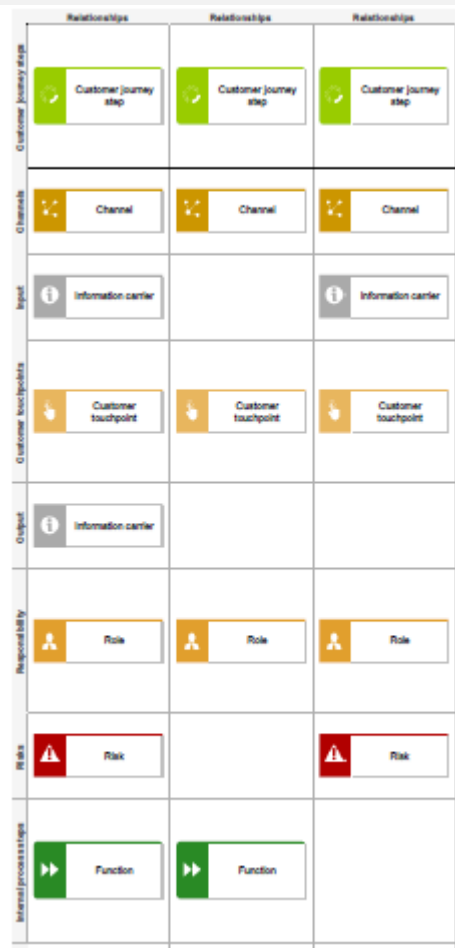 Relationships Relationships Relationships
Customer journey steps
Customer journey step
Customer journey step
Customer journey step
Channels
Channel
Channel
Channel
Input
Information carrier
Information carrier
Customer touchpoints
Customer touchpoint
Customer touchpoint
Customer touchpoint
Output
Information carrier
Responsibility
Role
Role
Role
Risks
Risk
Risk
Internal process steps
Function
Function